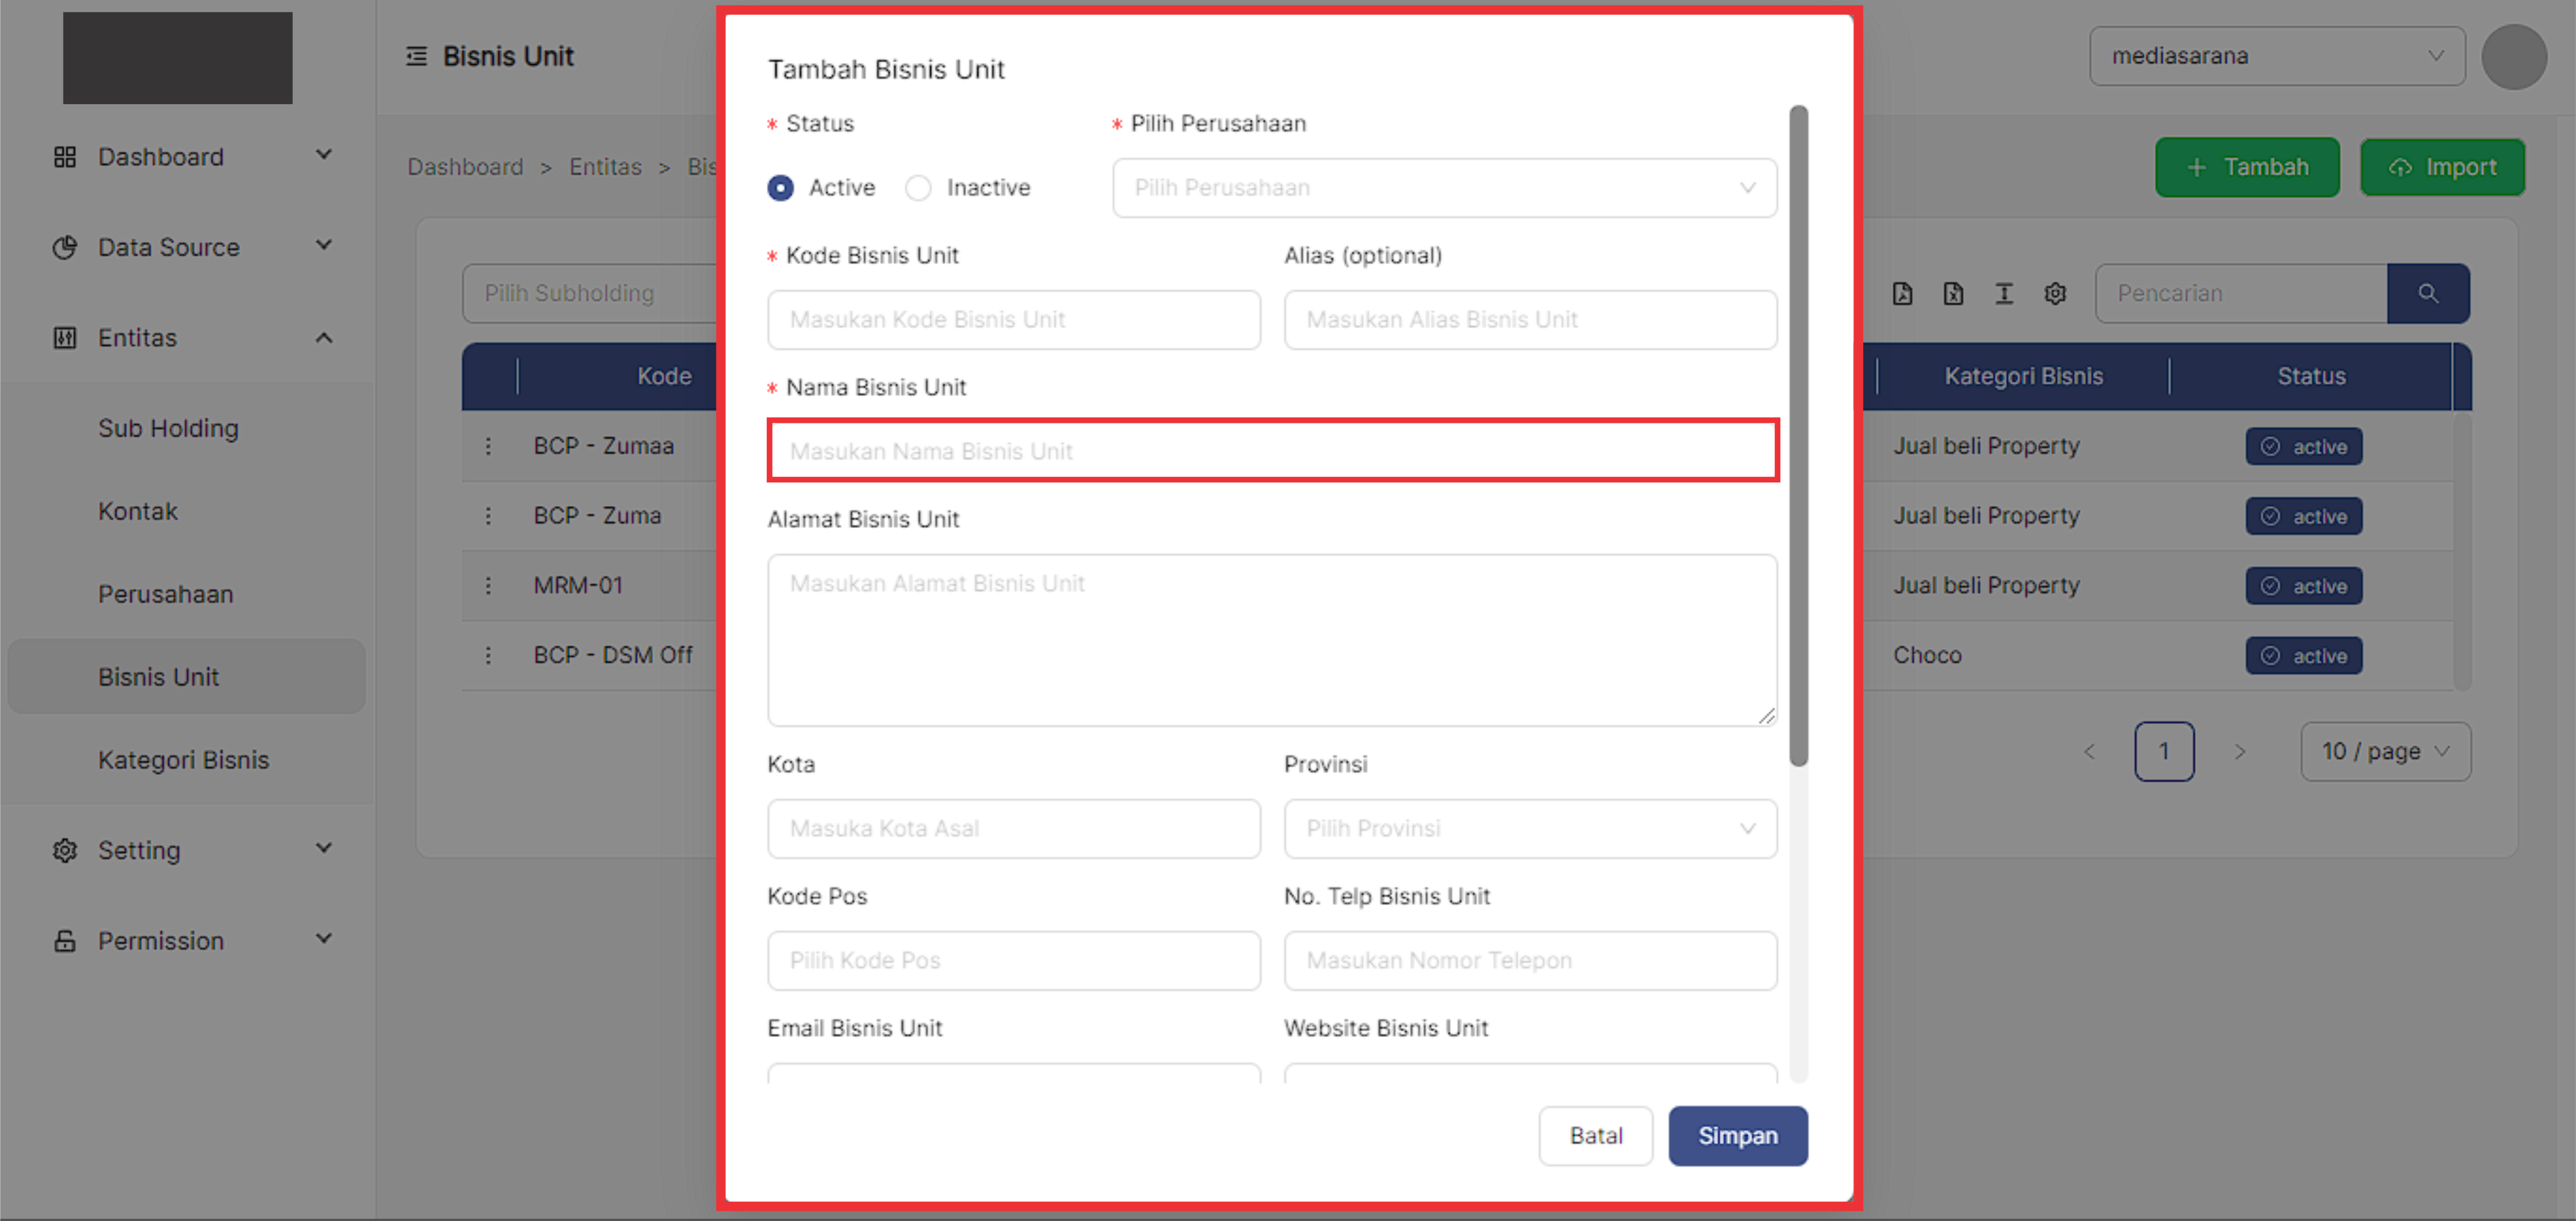 Bisnis Unit
mediasarana
Dashboard
Data Source
Entitas
Sub Holding
Kontak
Perusahaan
Bisnis Unit
Kategori Bisnis
Setting
Permission
Dashboard > Entitas >
+ Tambah
Import
Pilih Subholding
Pencarian
Kode
Kategori Bisnis
Status
BCP - Zumaa
Jual beli Property
active
BCP - Zuma
Jual beli Property
active
MRM-01
Jual beli Property
active
BCP - DSM Off
Choco
active
< 1 >
10 / page
Tambah Bisnis Unit
* Status
* Pilih Perusahaan
Active
Inactive
Pilih Perusahaan
* Kode Bisnis Unit
Alias (optional)
Masukan Kode Bisnis Unit
Masukan Alias Bisnis Unit
* Nama Bisnis Unit
Masukan Nama Bisnis Unit
Alamat Bisnis Unit
Masukan Alamat Bisnis Unit
Kota
Provinsi
Masuka Kota Asal
Pilih Provinsi
Kode Pos
No. Telp Bisnis Unit
Pilih Kode Pos
Masukan Nomor Telepon
Email Bisnis Unit
Website Bisnis Unit
Batal
Simpan